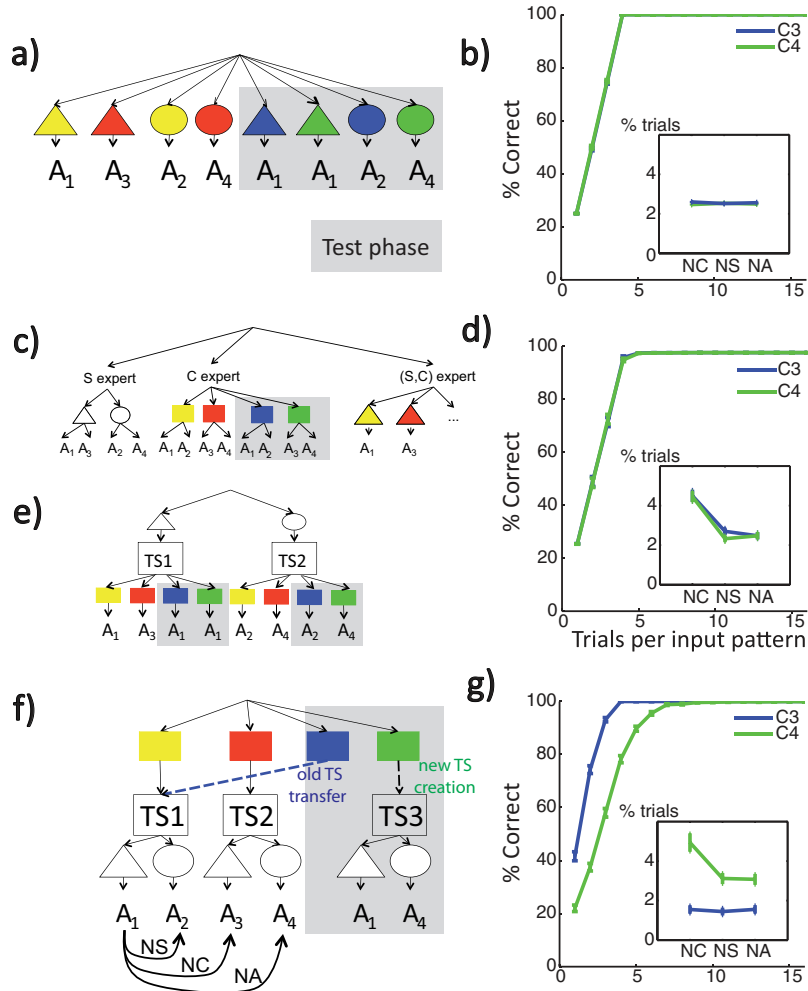 a)
A1 A3 A2 A4 A1 A1 A2 A4
Test phase
b)
% Correct
100
80
60
40
20
0 5 10 15
C3
C4
% trials
4
2
0
NC NS NA
c)
S expert
C expert
(S,C) expert
...
A1 A3 A2 A4 A1 A2 A3 A4 A1 A2 A3 A4 A1 A3
d)
% Correct
100
80
60
40
20
0 5 10 15
Trials per input pattern
C3
C4
% trials
4
2
0
NC NS NA
e)
TS1 TS2
A1 A3 A1 A1 A2 A4 A2 A4
f)
old TS
transfer
new TS
creation
TS1 TS2 TS3
A1 A2 A3 A4 A1 A4
NS
NC
NA
g)
% Correct
100
80
60
40
20
0 5 10 15
C3
C4
% trials
4
2
0
NC NS NA